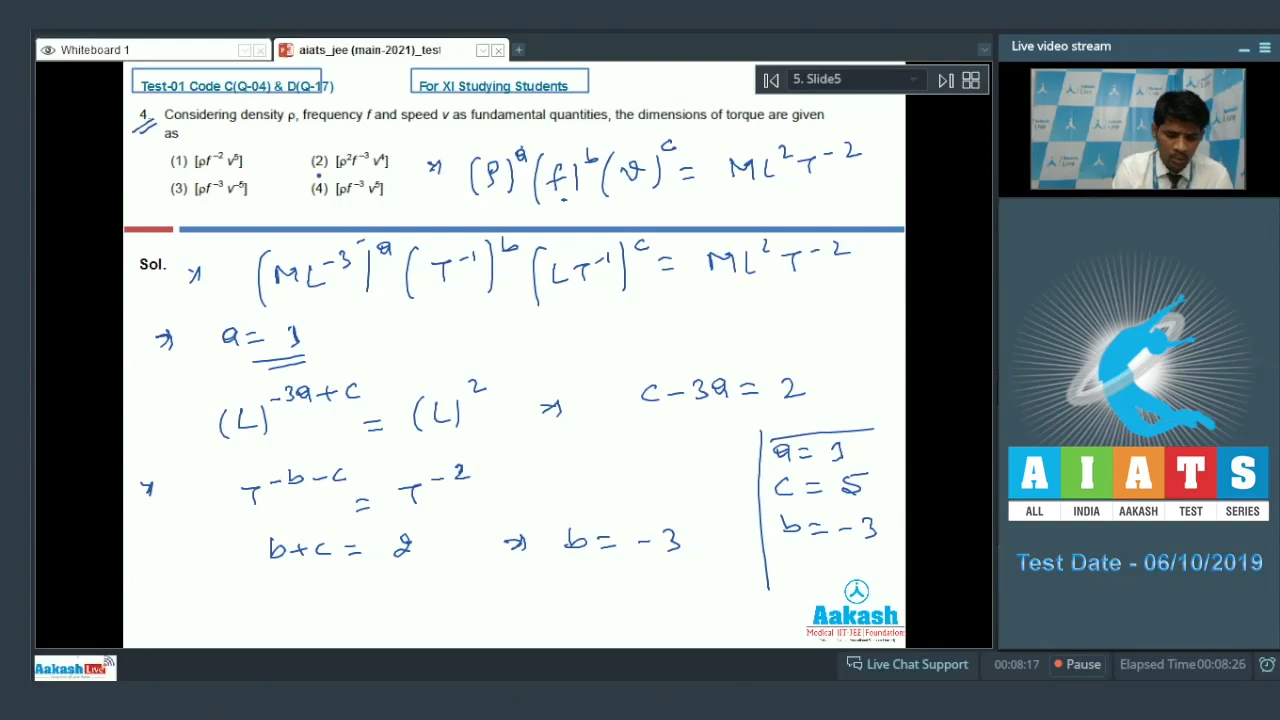 Whiteboard 1
aiats_jee (main-2021)_test
Live video stream
Test-01 Code C(Q-04) & D(Q-17)
For XI Studying Students
5. Slide5
4. Considering density ρ, frequency f and speed v as fundamental quantities, the dimensions of torque are given
as
(1) [ρf⁻² v⁵]
(2) [ρ²f⁻³ v⁴]
(3) [ρf⁻³ v⁻⁵]
(4) [ρf⁻³ v⁵]
⇒ (ρ)ᵃ (f)ᵇ (v)ᶜ = ML²T⁻²
Sol.
⇒ (ML⁻³)ᵃ (T⁻¹)ᵇ (LT⁻¹)ᶜ = ML²T⁻²
⇒ a = 1
(L)⁻³ᵃ⁺ᶜ = (L)² ⇒ c - 3a = 2
⇒ T⁻ᵇ⁻ᶜ = T⁻²
b + c = 2 ⇒ b = -3
a = 1
c = 5
b = -3
Aakash
Medical|IIT-JEE|Foundations
AIATS
ALL INDIA AAKASH TEST SERIES
Test Date - 06/10/2019
Aakash Live
Live Chat Support
00:08:17
Pause
Elapsed Time 00:08:26